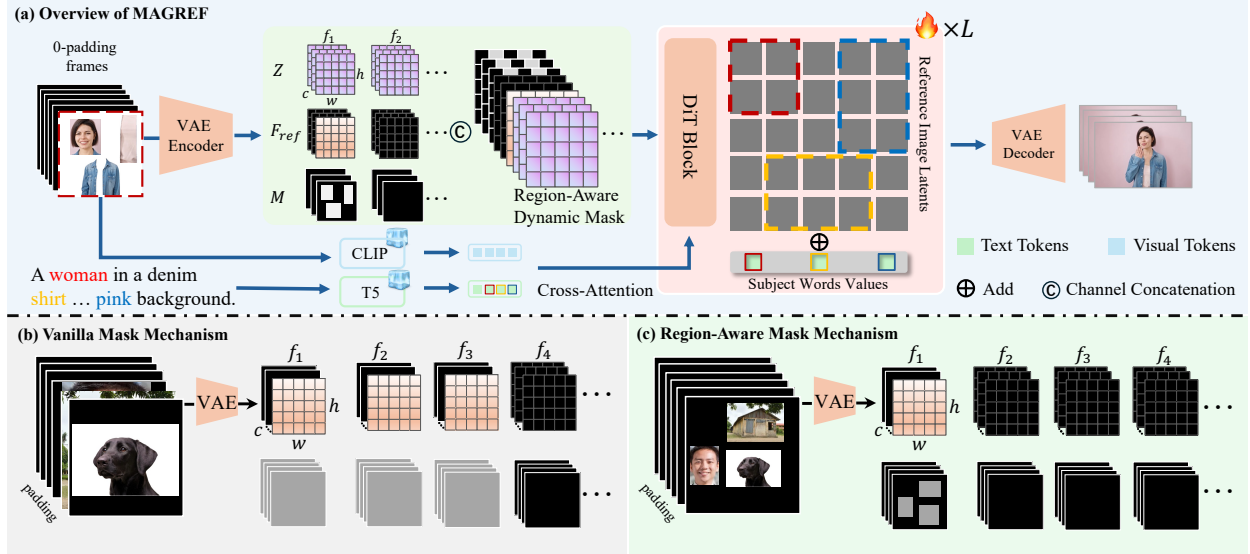 (a) Overview of MAGREF
0-padding
frames
VAE
Encoder
Z
f₁
f₂
h
c
w
...
F_ref
...
M
...
©
...
Region-Aware
Dynamic Mask
CLIP
T5
Cross-Attention
A woman in a denim
shirt … pink background.
DiT Block
×L
Reference Image Latents
⊕
Subject Words Values
VAE
Decoder
Text Tokens
Visual Tokens
⊕ Add
© Channel Concatenation
(b) Vanilla Mask Mechanism
padding
VAE
f₁
f₂
f₃
f₄
h
c
w
...
...
(c) Region-Aware Mask Mechanism
padding
VAE
f₁
f₂
f₃
f₄
h
c
w
...
...